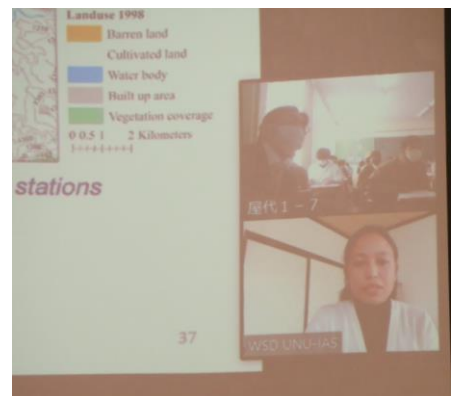 Landuse 1998
Barren land
Cultivated land
Water body
Built up area
Vegetation coverage
0 0.5 1 2 Kilometers
stations
37
屋代 1 - 7
WSD UNU-IAS